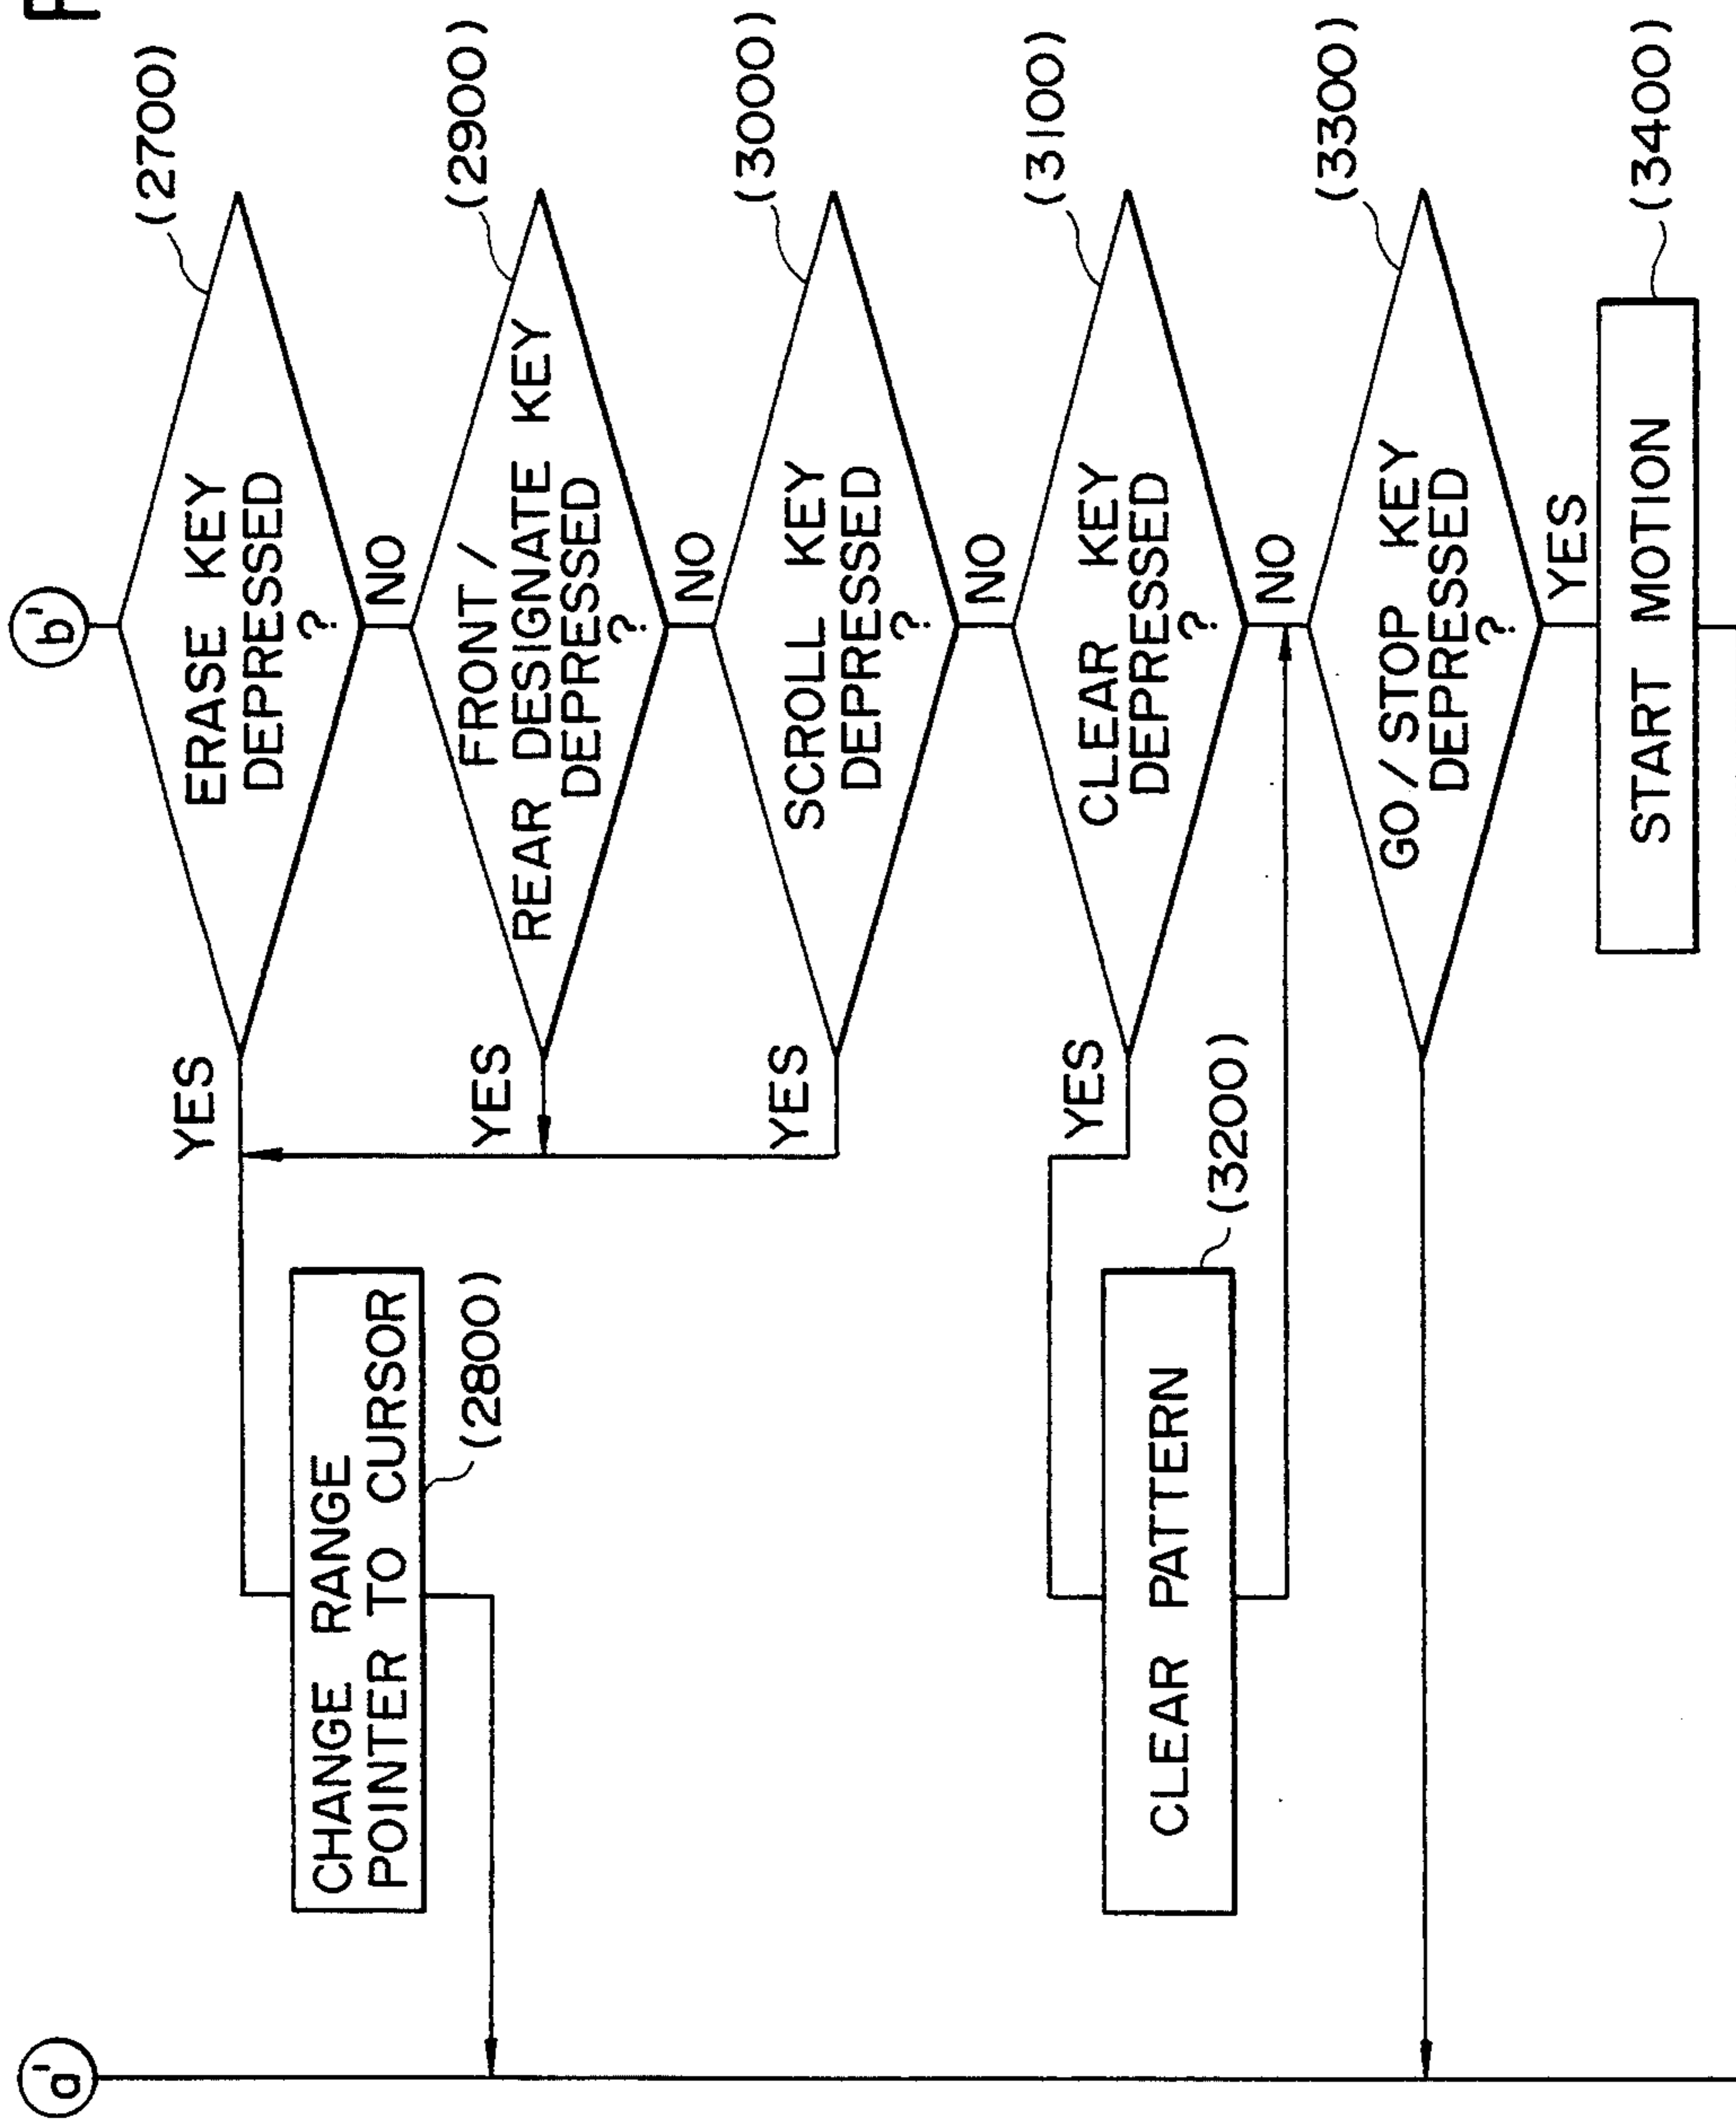 F
b'
(2700)
ERASE KEY
DEPRESSED
?
YES
NO
CHANGE RANGE
POINTER TO CURSOR
(2800)
(2900)
FRONT /
REAR DESIGNATE KEY
DEPRESSED
?
YES
NO
(3000)
SCROLL KEY
DEPRESSED
?
YES
NO
(3100)
CLEAR KEY
DEPRESSED
?
YES
NO
CLEAR PATTERN
(3200)
(3300)
GO / STOP KEY
DEPRESSED
?
YES
START MOTION
(3400)
a'